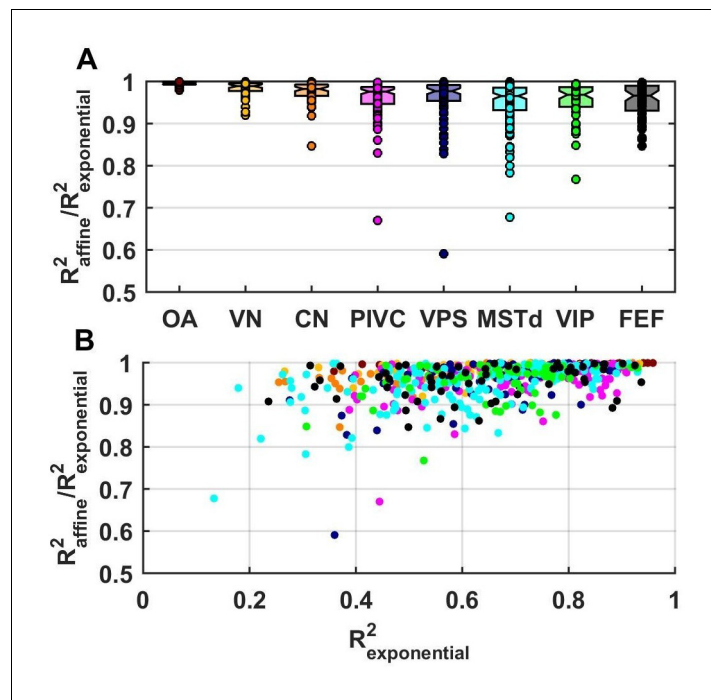 A
R²affine/R²exponential
1
0.9
0.8
0.7
0.6
0.5
OA VN CN PIVC VPS MSTd VIP FEF
B
R²affine/R²exponential
1
0.9
0.8
0.7
0.6
0.5
0 0.2 0.4 0.6 0.8 1
R²exponential